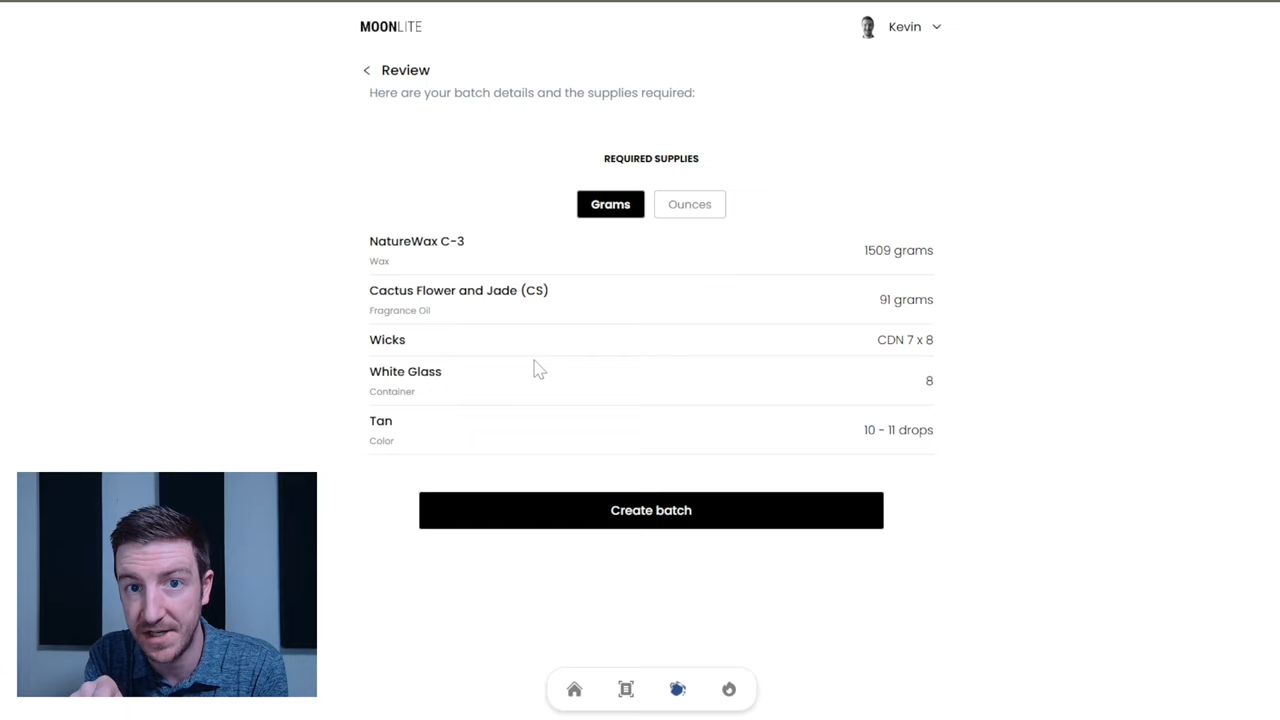 MOONLITE
Kevin
Review
Here are your batch details and the supplies required:
REQUIRED SUPPLIES
Grams
Ounces
NatureWax C-3
Wax
1509 grams
Cactus Flower and Jade (CS)
Fragrance Oil
91 grams
Wicks
CDN 7 x 8
White Glass
Container
8
Tan
Color
10 - 11 drops
Create batch